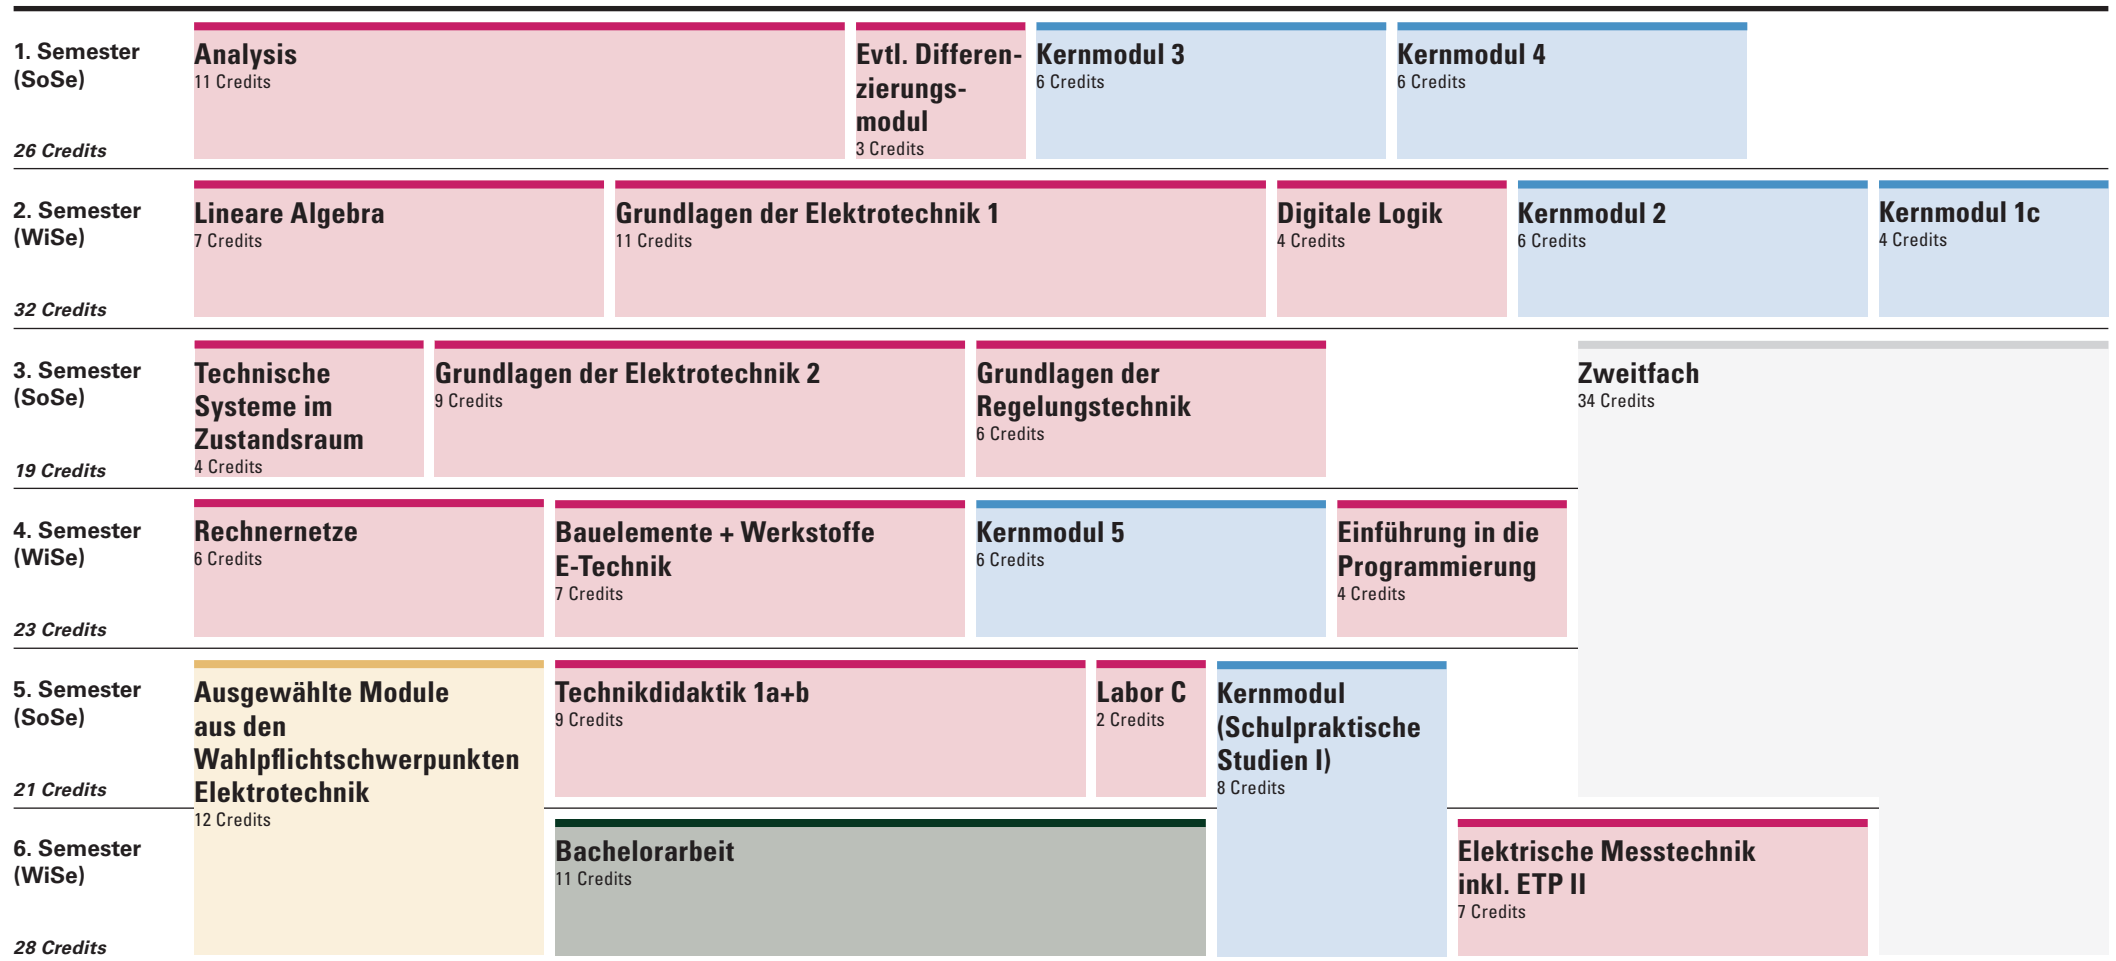 1. Semester
(SoSe)
26 Credits
Analysis
11 Credits
Evtl. Differen-
zierungs-
modul
3 Credits
Kernmodul 3
6 Credits
Kernmodul 4
6 Credits
2. Semester
(WiSe)
32 Credits
Lineare Algebra
7 Credits
Grundlagen der Elektrotechnik 1
11 Credits
Digitale Logik
4 Credits
Kernmodul 2
6 Credits
Kernmodul 1c
4 Credits
3. Semester
(SoSe)
19 Credits
Technische
Systeme im
Zustandsraum
4 Credits
Grundlagen der Elektrotechnik 2
9 Credits
Grundlagen der
Regelungstechnik
6 Credits
Zweitfach
34 Credits
4. Semester
(WiSe)
23 Credits
Rechnernetze
6 Credits
Bauelemente + Werkstoffe
E-Technik
7 Credits
Kernmodul 5
6 Credits
Einführung in die
Programmierung
4 Credits
5. Semester
(SoSe)
21 Credits
Ausgewählte Module
aus den
Wahlpflichtschwerpunkten
Elektrotechnik
12 Credits
Technikdidaktik 1a+b
9 Credits
Labor C
2 Credits
Kernmodul
(Schulpraktische
Studien I)
8 Credits
6. Semester
(WiSe)
28 Credits
Bachelorarbeit
11 Credits
Elektrische Messtechnik
inkl. ETP II
7 Credits